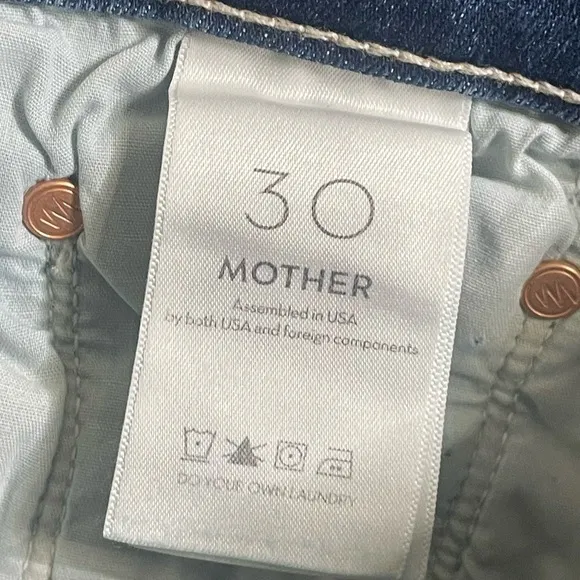 30
MOTHER
Assembled in USA
by both USA and foreign components
DO YOUR OWN LAUNDRY